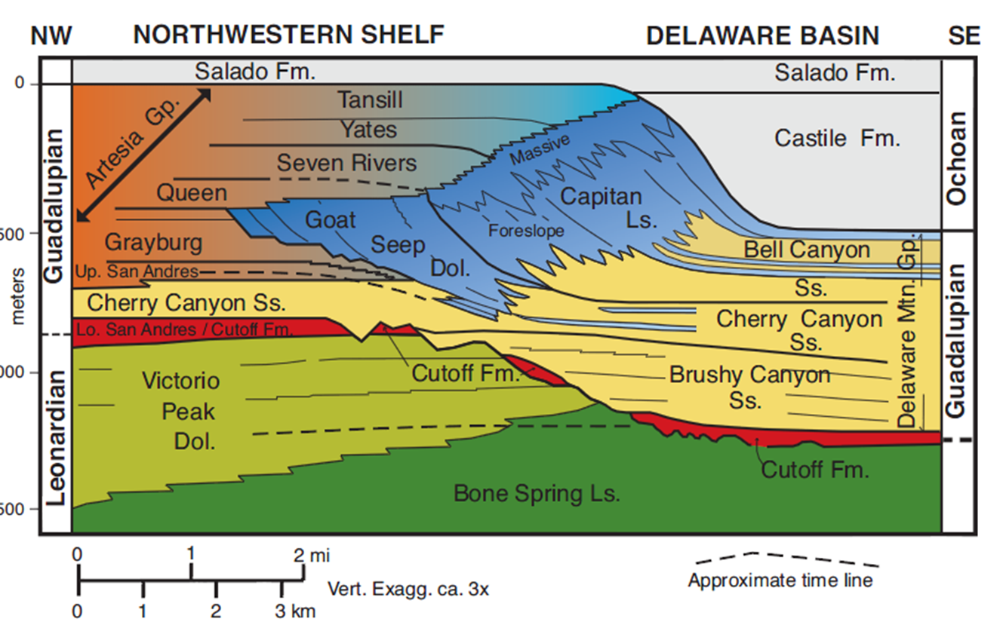 NW NORTHWESTERN SHELF DELAWARE BASIN SE
Salado Fm. Salado Fm.
0
Artesia Gp.
Tansill
Yates
Seven Rivers
Queen
Grayburg
Up. San Andres
Massive
Capitan
Ls.
Foreslope
Goat
Seep
Dol.
Castile Fm.
Ochoan
Guadalupian
500
meters
Bell Canyon
Ss.
Cherry Canyon Ss.
Cherry Canyon
Ss.
Lo. San Andres / Cutoff Fm.
Cutoff Fm.
Brushy Canyon
Ss.
Delaware Mtn. Gp.
Guadalupian
000
Victorio
Peak
Dol.
Leonardian
Cutoff Fm.
Bone Spring Ls.
500
0 1 2 mi
0 1 2 3 km
Vert. Exagg. ca. 3x
Approximate time line